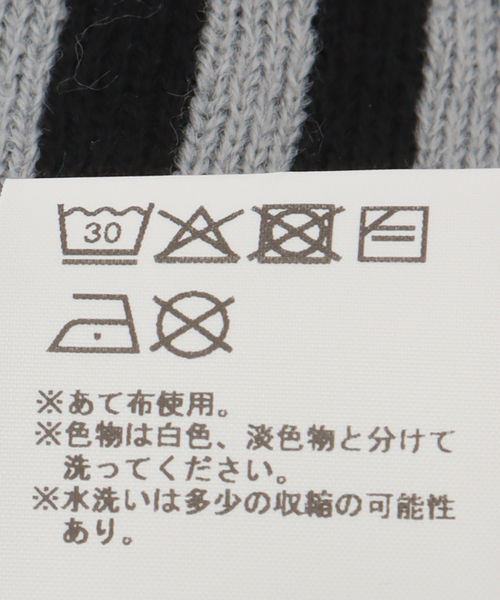 30
※あて布使用。
※色物は白色、淡色物と分けて
洗ってください。
※水洗いは多少の収縮の可能性
あり。